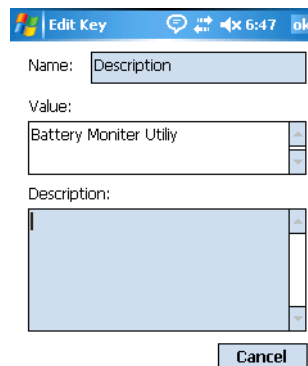 Edit Key 6:47 ok
Name: Description
Value:
Battery Moniter Utiliy
Description:
Cancel